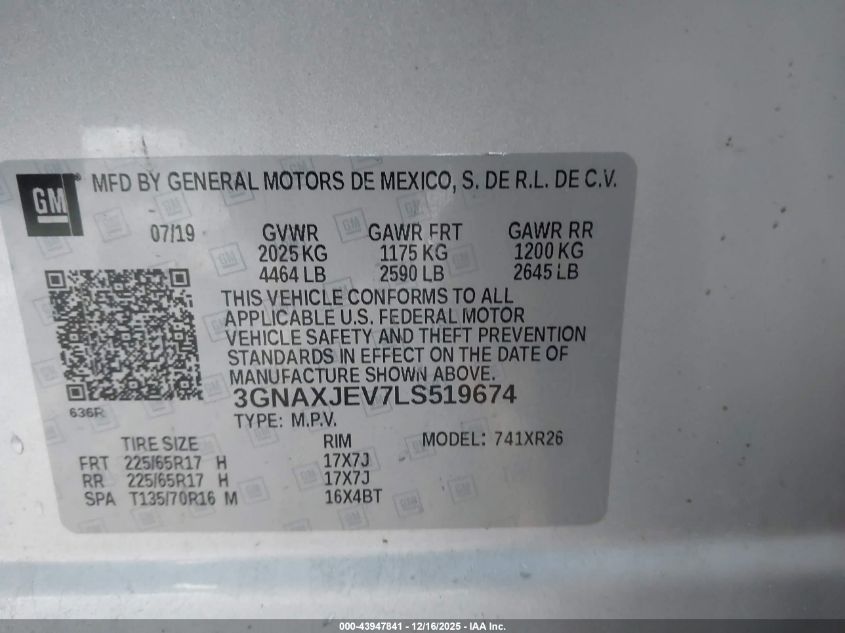 GM
MFD BY GENERAL MOTORS DE MEXICO, S. DE R.L. DE C.V.
07/19 GVWR GAWR FRT GAWR RR
2025 KG 1175 KG 1200 KG
4464 LB 2590 LB 2645 LB
THIS VEHICLE CONFORMS TO ALL
APPLICABLE U.S. FEDERAL MOTOR
VEHICLE SAFETY AND THEFT PREVENTION
STANDARDS IN EFFECT ON THE DATE OF
MANUFACTURE SHOWN ABOVE.
3GNAXJEV7LS519674
636R
TYPE: M.P.V.
TIRE SIZE RIM MODEL: 741XR26
FRT 225/65R17 H 17X7J
RR 225/65R17 H 17X7J
SPA T135/70R16 M 16X4BT
000-43947841 - 12/16/2025 - IAA Inc.